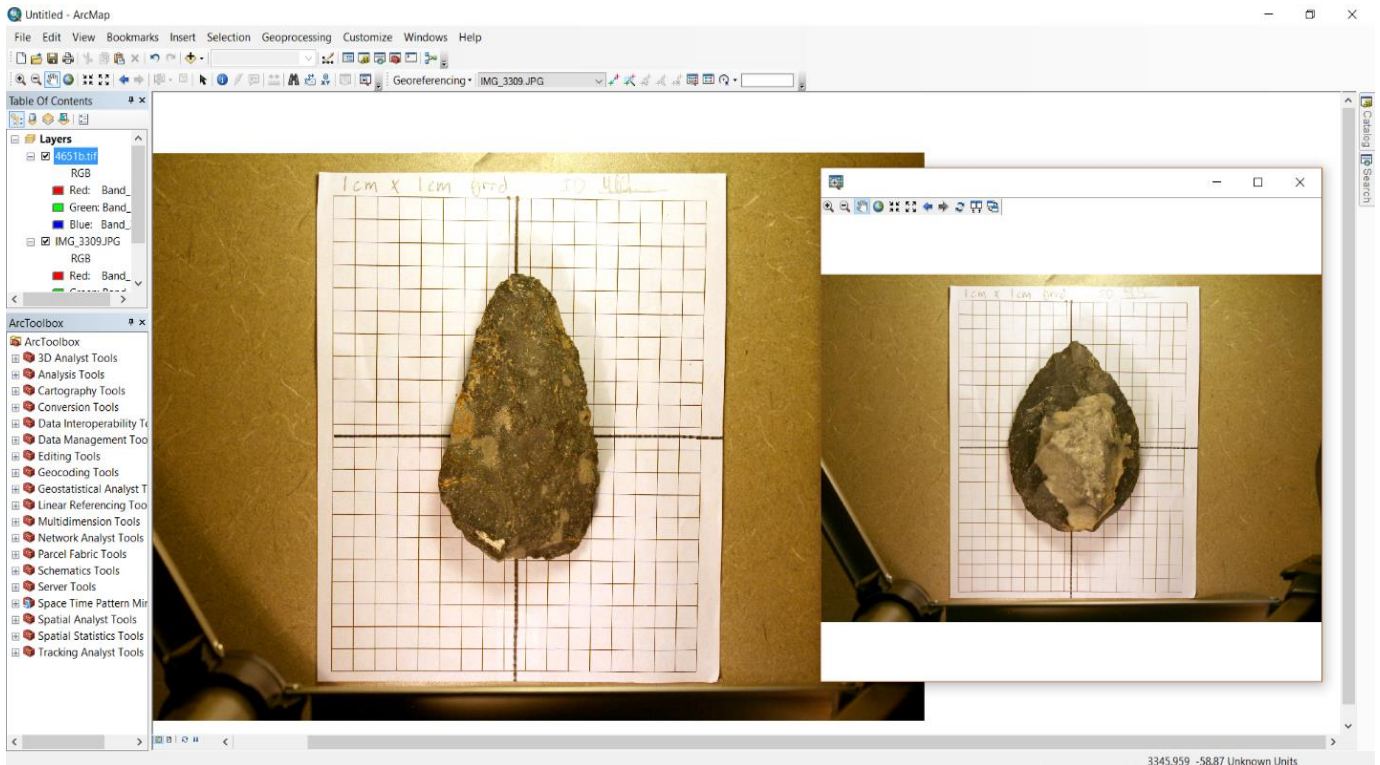 Untitled - ArcMap
File Edit View Bookmarks Insert Selection Geoprocessing Customize Windows Help
Georeferencing IMG_3309.JPG
Table Of Contents
Layers
4651b.tif
RGB
Red: Band_
Green: Band_
Blue: Band_
IMG_3309.JPG
RGB
Red: Band_
ArcToolbox
ArcToolbox
3D Analyst Tools
Analysis Tools
Cartography Tools
Conversion Tools
Data Interoperability To
Data Management Too
Editing Tools
Geocoding Tools
Geostatistical Analyst T
Linear Referencing Too
Multidimension Tools
Network Analyst Tools
Parcel Fabric Tools
Schematics Tools
Server Tools
Space Time Pattern Min
Spatial Analyst Tools
Spatial Statistics Tools
Tracking Analyst Tools
1cm x 1cm grid ID
1cm x 1cm grid
Catalog
Search
3345.959 -58.87 Unknown Units